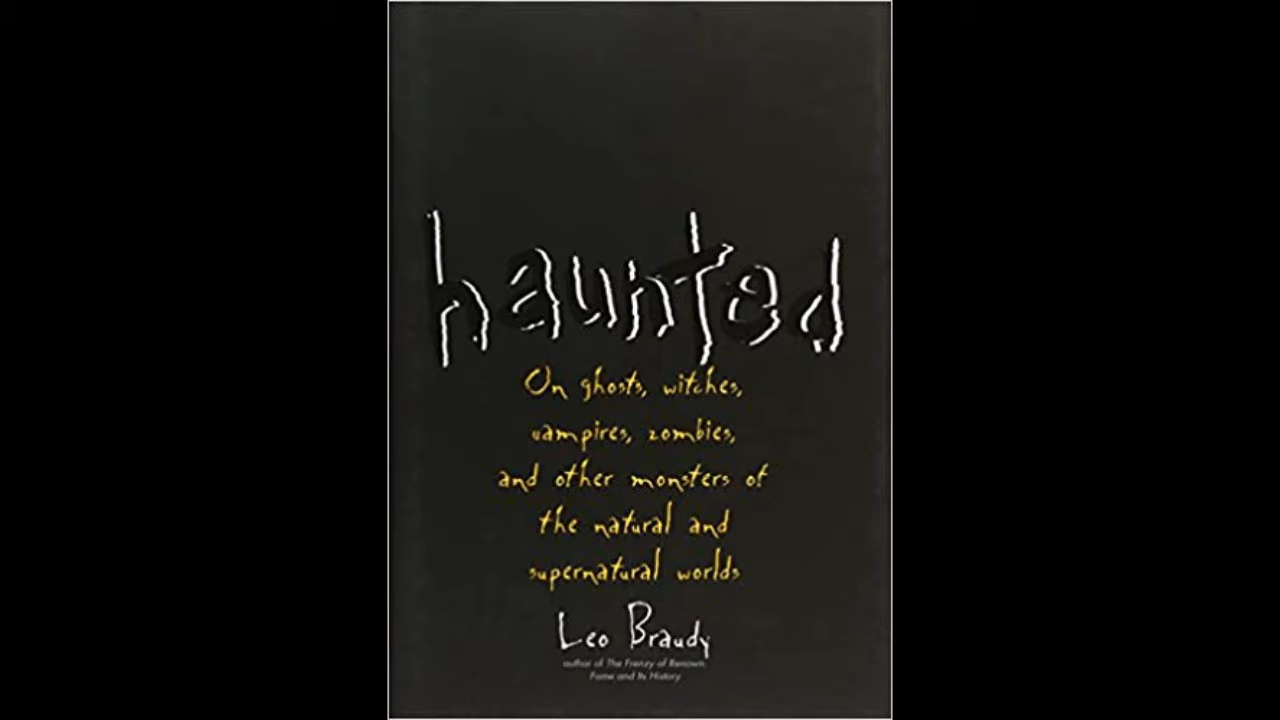 haunted
On ghosts, witches,
vampires, zombies,
and other monsters of
the natural and
supernatural worlds
Leo Braudy
author of The Frenzy of Renown:
Fame and Its History